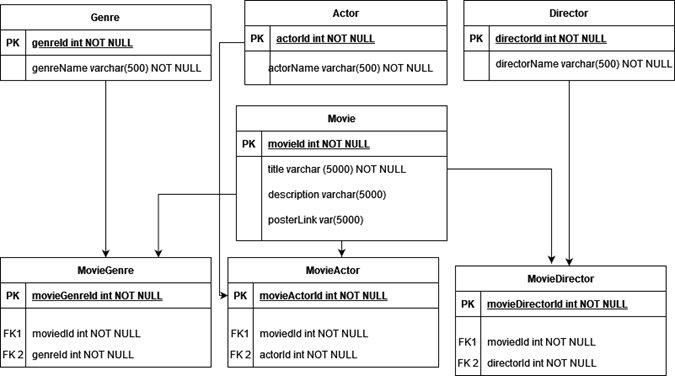 Genre
PK genreId int NOT NULL
genreName varchar(500) NOT NULL
Actor
PK actorId int NOT NULL
actorName varchar(500) NOT NULL
Director
PK directorId int NOT NULL
directorName varchar(500) NOT NULL
Movie
PK movieId int NOT NULL
title varchar (5000) NOT NULL
description varchar(5000)
posterLink var(5000)
MovieGenre
PK movieGenreId int NOT NULL
FK1 moviedId int NOT NULL
FK 2 genreId int NOT NULL
MovieActor
PK movieActorId int NOT NULL
FK1 moviedId int NOT NULL
FK 2 actorId int NOT NULL
MovieDirector
PK movieDirectorId int NOT NULL
FK1 moviedId int NOT NULL
FK 2 directorId int NOT NULL